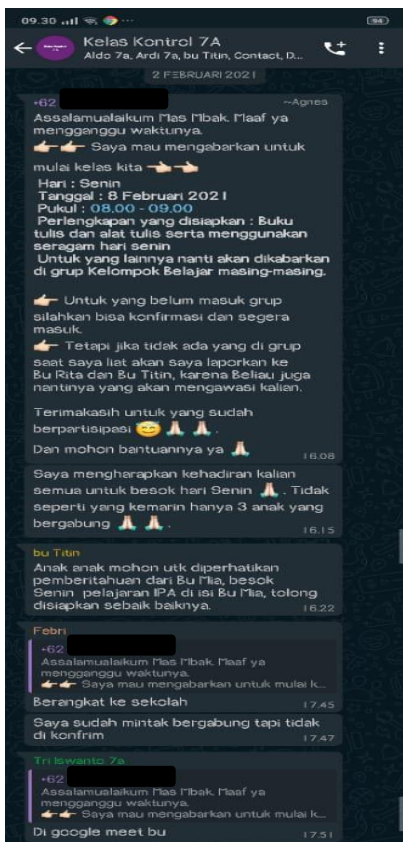 09.30
94
Kelas Kontrol 7A
Aldo 7a, Ardi 7a, bu Titin, Contact, D...
2 FEBRUARI 2021
+62
~Agnes
Assalamualaikum Mas Mbak. Maaf ya
mengganggu waktunya.
👉🏻👉🏻 Saya mau mengabarkan untuk
mulai kelas kita 👈🏻👈🏻
Hari : Senin
Tanggal : 8 Februari 2021
Pukul : 08.00 - 09.00
Perlengkapan yang disiapkan : Buku
tulis dan alat tulis serta menggunakan
seragam hari senin
Untuk yang lainnya nanti akan dikabarkan
di grup Kelompok Belajar masing-masing.
👉🏻 Untuk yang belum masuk grup
silahkan bisa konfirmasi dan segera
masuk.
👉🏻 Tetapi jika tidak ada yang di grup
saat saya liat akan saya laporkan ke
Bu Rita dan Bu Titin, karena Beliau juga
nantinya yang akan mengawasi kalian.
Terimakasih untuk yang sudah
berpartisipasi 😇🙏🏻🙏🏻.
Dan mohon bantuannya ya 🙏🏻
16.08
Saya mengharapkan kehadiran kalian
semua untuk besok hari Senin 🙏🏻. Tidak
seperti yang kemarin hanya 3 anak yang
bergabung 🙏🏻🙏🏻.
16.15
bu Titin
Anak anak mohon utk diperhatikan
pemberitahuan dari Bu Mia, besok
Senin pelajaran IPA di isi Bu Mia, tolong
disiapkan sebaik baiknya.
16.22
Febri
+62
Assalamualaikum Mas Mbak. Maaf ya
mengganggu waktunya.
👉🏻👉🏻 Saya mau mengabarkan untuk mulai k...
Berangkat ke sekolah
17.45
Saya sudah mintak bergabung tapi tidak
di konfrim
17.47
Tri Iswanto 7a
+62
Assalamualaikum Mas Mbak. Maaf ya
mengganggu waktunya.
👉🏻👉🏻 Saya mau mengabarkan untuk mulai k...
Di google meet bu
17.51